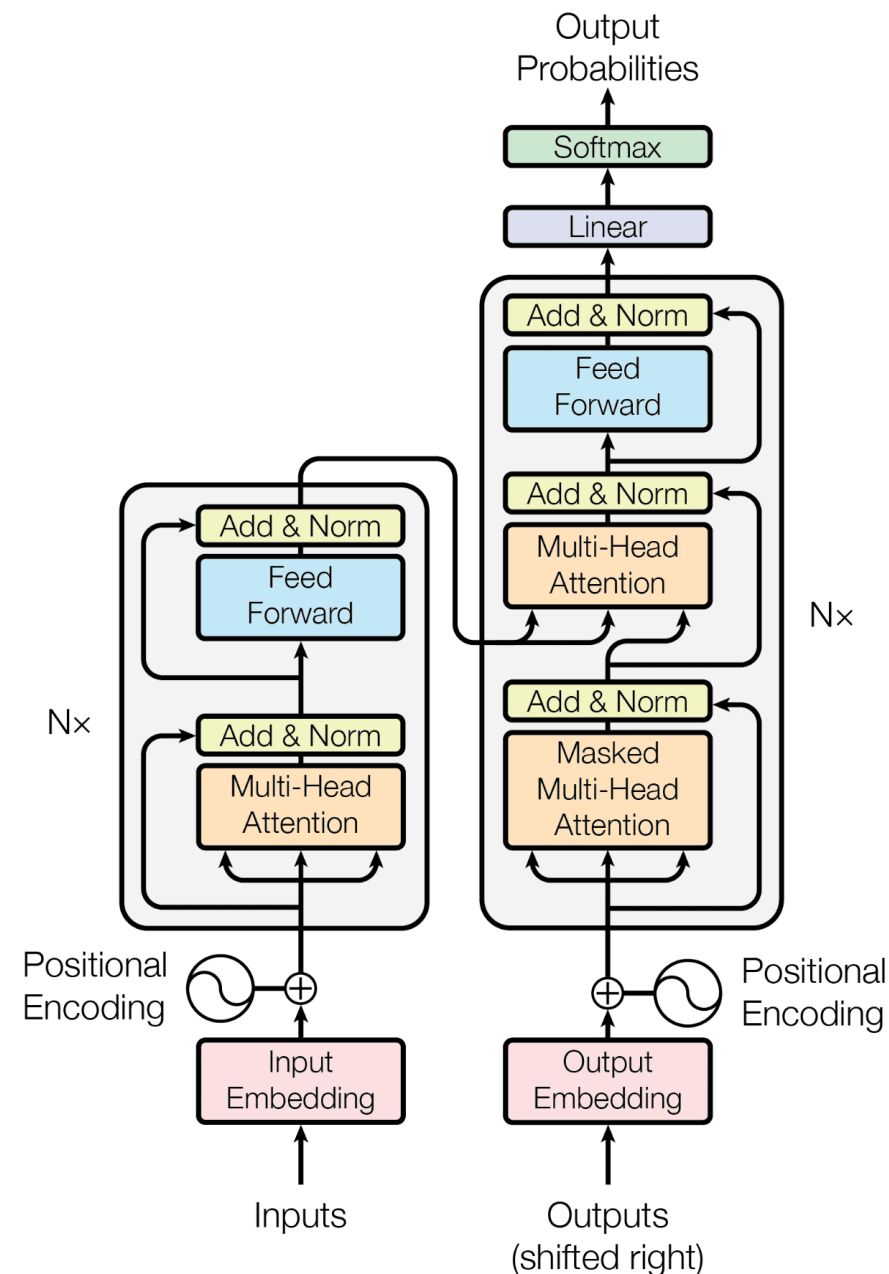 Output
Probabilities
Softmax
Linear
Add & Norm
Feed
Forward
Add & Norm
Multi-Head
Attention
Add & Norm
Masked
Multi-Head
Attention
N×
Add & Norm
Feed
Forward
Add & Norm
Multi-Head
Attention
N×
Positional
Encoding
Positional
Encoding
Input
Embedding
Output
Embedding
Inputs
Outputs
(shifted right)